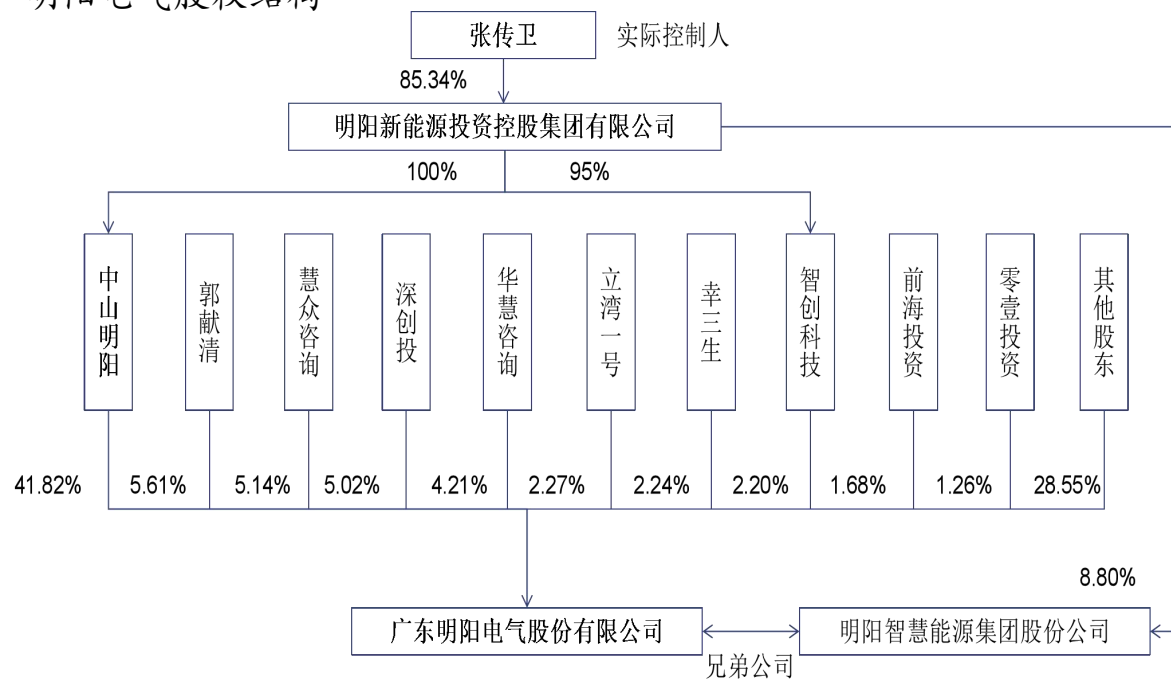 明阳电气股权结构
张传卫
实际控制人
85.34%
明阳新能源投资控股集团有限公司
100%
95%
中山明阳
郭献清
慧众咨询
深创投
华慧咨询
立湾一号
幸三生
智创科技
前海投资
零壹投资
其他股东
41.82%
5.61%
5.14%
5.02%
4.21%
2.27%
2.24%
2.20%
1.68%
1.26%
28.55%
8.80%
广东明阳电气股份有限公司
明阳智慧能源集团股份公司
兄弟公司